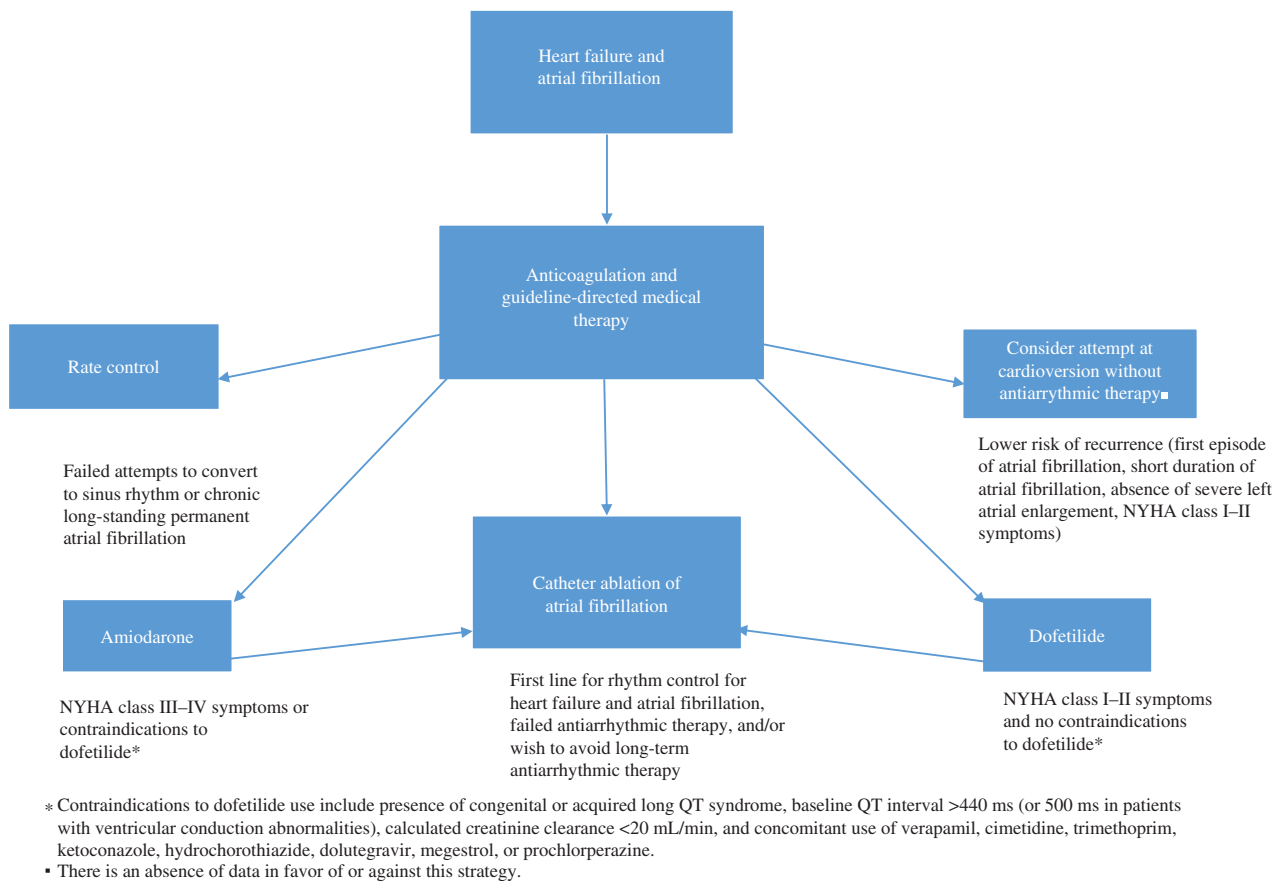 Heart failure and
atrial fibrillation
Anticoagulation and
guideline-directed medical
therapy
Rate control
Consider attempt at
cardioversion without
antiarrythmic therapy▪
Failed attempts to convert
to sinus rhythm or chronic
long-standing permanent
atrial fibrillation
Lower risk of recurrence (first episode
of atrial fibrillation, short duration of
atrial fibrillation, absence of severe left
atrial enlargement, NYHA class I–II
symptoms)
Amiodarone
Catheter ablation of
atrial fibrillation
Dofetilide
NYHA class III–IV symptoms or
contraindications to
dofetilide*
First line for rhythm control for
heart failure and atrial fibrillation,
failed antiarrhythmic therapy, and/or
wish to avoid long-term
antiarrhythmic therapy
NYHA class I–II symptoms
and no contraindications
to dofetilide*
* Contraindications to dofetilide use include presence of congenital or acquired long QT syndrome, baseline QT interval >440 ms (or 500 ms in patients
with ventricular conduction abnormalities), calculated creatinine clearance <20 mL/min, and concomitant use of verapamil, cimetidine, trimethoprim,
ketoconazole, hydrochorothiazide, dolutegravir, megestrol, or prochlorperazine.
▪ There is an absence of data in favor of or against this strategy.